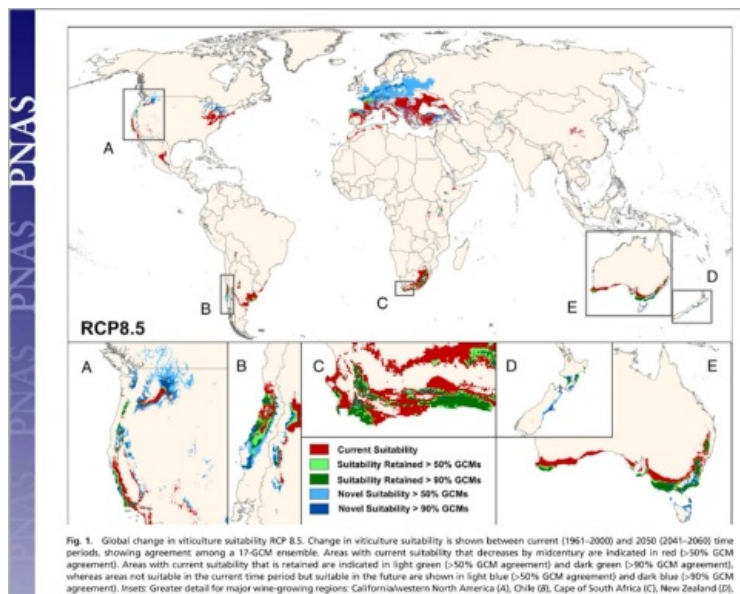 PNAS
PNAS
PNAS
PNAS
A
B
C
D
E
RCP8.5
A
B
C
D
E
Current Suitability
Suitability Retained > 50% GCMs
Suitability Retained > 90% GCMs
Novel Suitability > 50% GCMs
Novel Suitability > 90% GCMs
Fig. 1. Global change in viticulture suitability RCP 8.5. Change in viticulture suitability is shown between current (1961–2000) and 2050 (2041–2060) time
periods, showing agreement among a 17-GCM ensemble. Areas with current suitability that decreases by midcentury are indicated in red (>50% GCM
agreement). Areas with current suitability that is retained are indicated in light green (>50% GCM agreement) and dark green (>90% GCM agreement),
whereas areas not suitable in the current time period but suitable in the future are shown in light blue (>50% GCM agreement) and dark blue (>90% GCM
agreement). Insets: Greater detail for major wine-growing regions: California/western North America (A), Chile (B), Cape of South Africa (C), New Zealand (D),